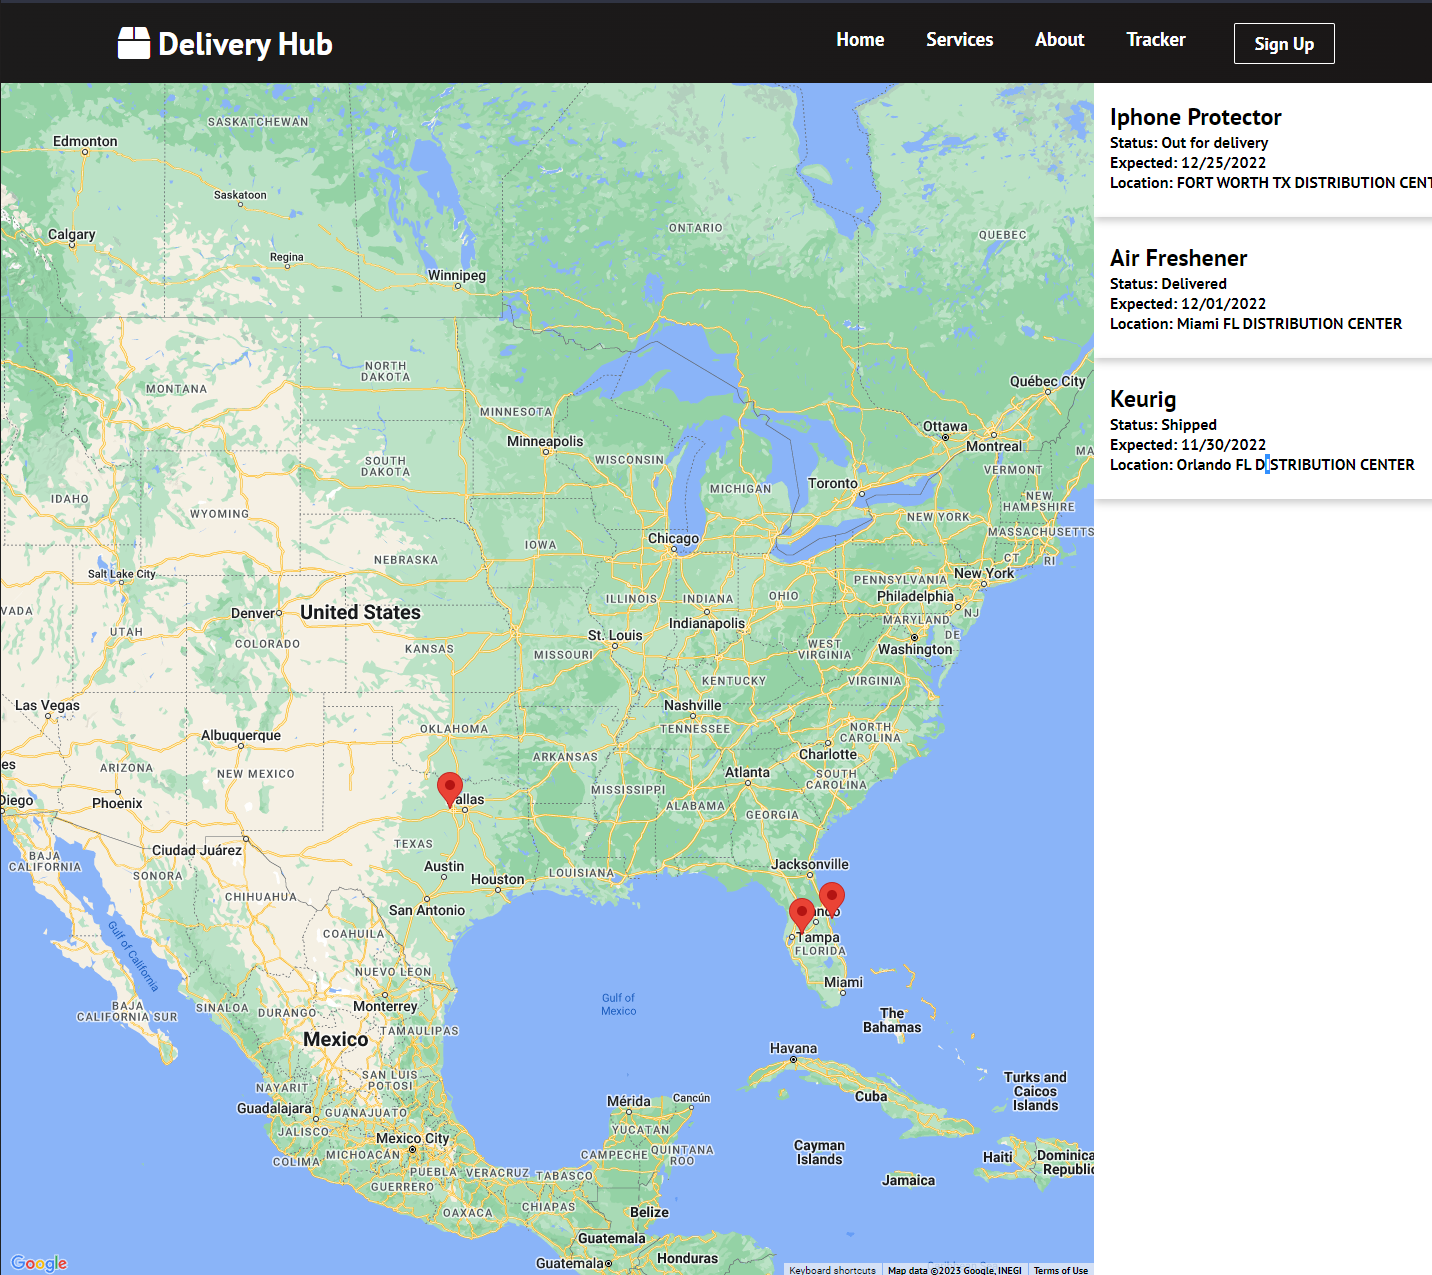 Delivery Hub
Home
Services
About
Tracker
Sign Up
Iphone Protector
Status: Out for delivery
Expected: 12/25/2022
Location: FORT WORTH TX DISTRIBUTION CENT
Air Freshener
Status: Delivered
Expected: 12/01/2022
Location: Miami FL DISTRIBUTION CENTER
Keurig
Status: Shipped
Expected: 11/30/2022
Location: Orlando FL DISTRIBUTION CENTER
SASKATCHEWAN
Edmonton
Saskatoon
Calgary
Regina
Winnipeg
ONTARIO
QUEBEC
NORTH
DAKOTA
MONTANA
MINNESOTA
Québec City
Ottawa
Montreal
MA
Minneapolis
WISCONSIN
SOUTH
DAKOTA
VERMONT
IDAHO
WYOMING
MICHIGAN
Toronto
NEW
HAMPSHIRE
NEW YORK
MASSACHUSETTS
Chicago
IOWA
NEBRASKA
CT
RI
Salt Lake City
PENNSYLVANIA
New York
VADA
Denver
United States
ILLINOIS
INDIANA
OHIO
Philadelphia
NJ
MARYLAND
Indianapolis
UTAH
COLORADO
KANSAS
St. Louis
MISSOURI
WEST
VIRGINIA
DE
Washington
KENTUCKY
VIRGINIA
Las Vegas
Nashville
TENNESSEE
OKLAHOMA
NORTH
CAROLINA
Albuquerque
Charlotte
es
ARIZONA
NEW MEXICO
ARKANSAS
Atlanta
SOUTH
CAROLINA
Diego
Phoenix
allas
MISSISSIPPI
ALABAMA
GEORGIA
Ciudad Juárez
TEXAS
BAJA
CALIFORNIA
SONORA
Austin
Houston
LOUISIANA
Jacksonville
CHIHUAHUA
San Antonio
ando
Gulf of California
COAHUILA
Tampa
FLORIDA
NUEVO LEON
Miami
SINALOA
DURANGO
Monterrey
Gulf of
Mexico
BAJA
CALIFORNIA SUR
The
Bahamas
Mexico
TAMAULIPAS
Havana
SAN LUIS
POTOSI
NAYARIT
Turks and
Caicos
Islands
Guadalajara
GUANAJUATO
Mérida
Cancún
Cuba
JALISCO
Mexico City
YUCATAN
COLIMA
MICHOACÁN
CAMPECHE
QUINTANA
ROO
Cayman
Islands
Haiti
Dominica
Republic
PUEBLA
VERACRUZ
TABASCO
GUERRERO
Jamaica
OAXACA
CHIAPAS
Belize
Guatemala
Guatemala
Honduras
Google
Keyboard shortcuts
Map data ©2023 Google, INEGI
Terms of Use